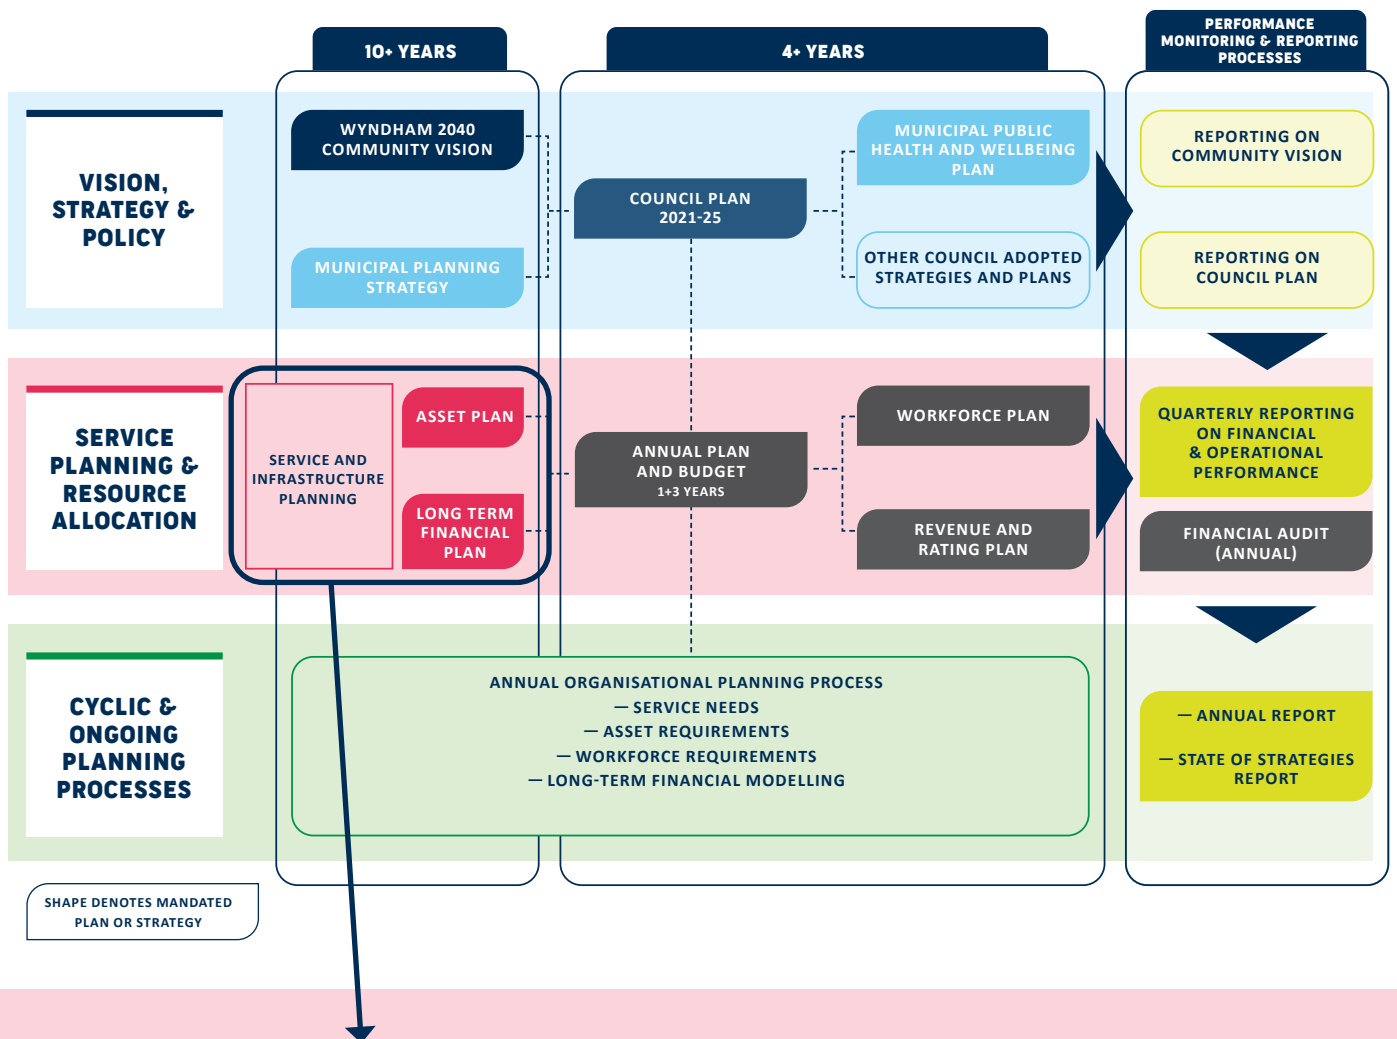 10+ YEARS
4+ YEARS
PERFORMANCE
MONITORING & REPORTING
PROCESSES
VISION,
STRATEGY &
POLICY
WYNDHAM 2040
COMMUNITY VISION
MUNICIPAL PLANNING
STRATEGY
COUNCIL PLAN
2021-25
MUNICIPAL PUBLIC
HEALTH AND WELLBEING
PLAN
OTHER COUNCIL ADOPTED
STRATEGIES AND PLANS
REPORTING ON
COMMUNITY VISION
REPORTING ON
COUNCIL PLAN
SERVICE
PLANNING &
RESOURCE
ALLOCATION
SERVICE AND
INFRASTRUCTURE
PLANNING
ASSET PLAN
LONG TERM
FINANCIAL
PLAN
ANNUAL PLAN
AND BUDGET
1+3 YEARS
WORKFORCE PLAN
REVENUE AND
RATING PLAN
QUARTERLY REPORTING
ON FINANCIAL
& OPERATIONAL
PERFORMANCE
FINANCIAL AUDIT
(ANNUAL)
CYCLIC &
ONGOING
PLANNING
PROCESSES
ANNUAL ORGANISATIONAL PLANNING PROCESS
— SERVICE NEEDS
— ASSET REQUIREMENTS
— WORKFORCE REQUIREMENTS
— LONG-TERM FINANCIAL MODELLING
— ANNUAL REPORT
— STATE OF STRATEGIES
REPORT
SHAPE DENOTES MANDATED
PLAN OR STRATEGY